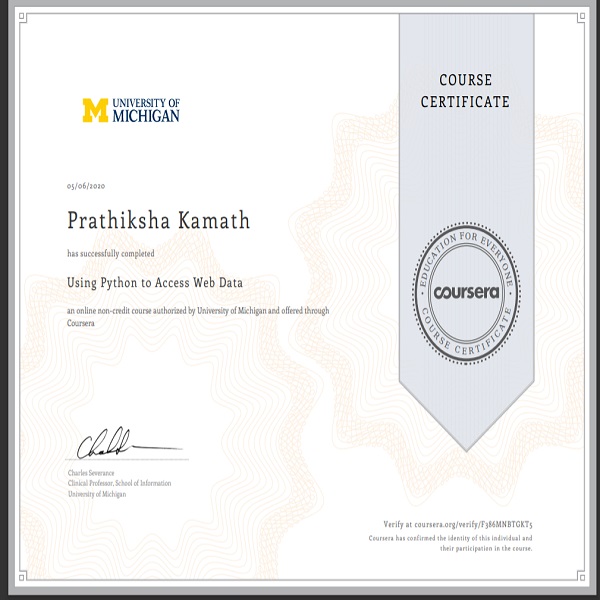 UNIVERSITY OF
MICHIGAN
COURSE
CERTIFICATE
05/06/2020
Prathiksha Kamath
has successfully completed
Using Python to Access Web Data
an online non-credit course authorized by University of Michigan and offered through
Coursera
EDUCATION FOR EVERYONE
coursera
COURSE CERTIFICATE
Charles Severance
Clinical Professor, School of Information
University of Michigan
Verify at coursera.org/verify/F386MNBTGKT5
Coursera has confirmed the identity of this individual and
their participation in the course.